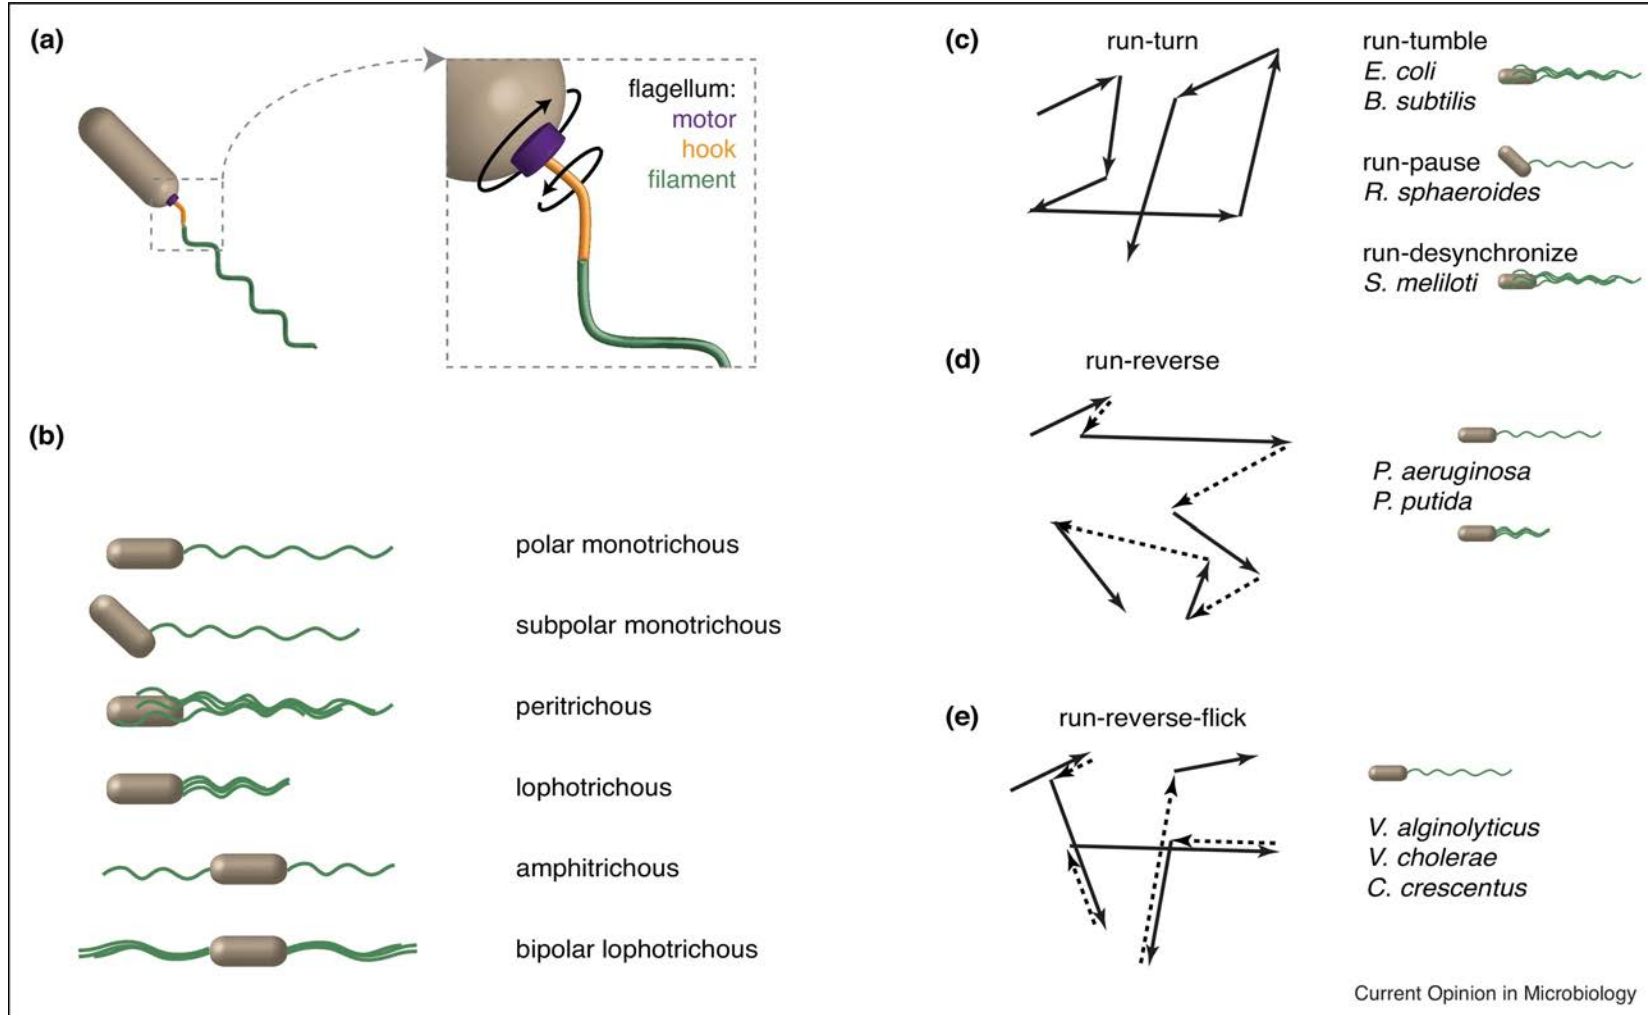 (a)
flagellum:
motor
hook
filament
(b)
polar monotrichous
subpolar monotrichous
peritrichous
lophotrichous
amphitrichous
bipolar lophotrichous
(c)
run-turn
run-tumble
E. coli
B. subtilis
run-pause
R. sphaeroides
run-desynchronize
S. meliloti
(d)
run-reverse
P. aeruginosa
P. putida
(e)
run-reverse-flick
V. alginolyticus
V. cholerae
C. crescentus
Current Opinion in Microbiology